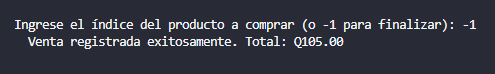 Ingrese el índice del producto a comprar (o -1 para finalizar): -1
Venta registrada exitosamente. Total: Q105.00